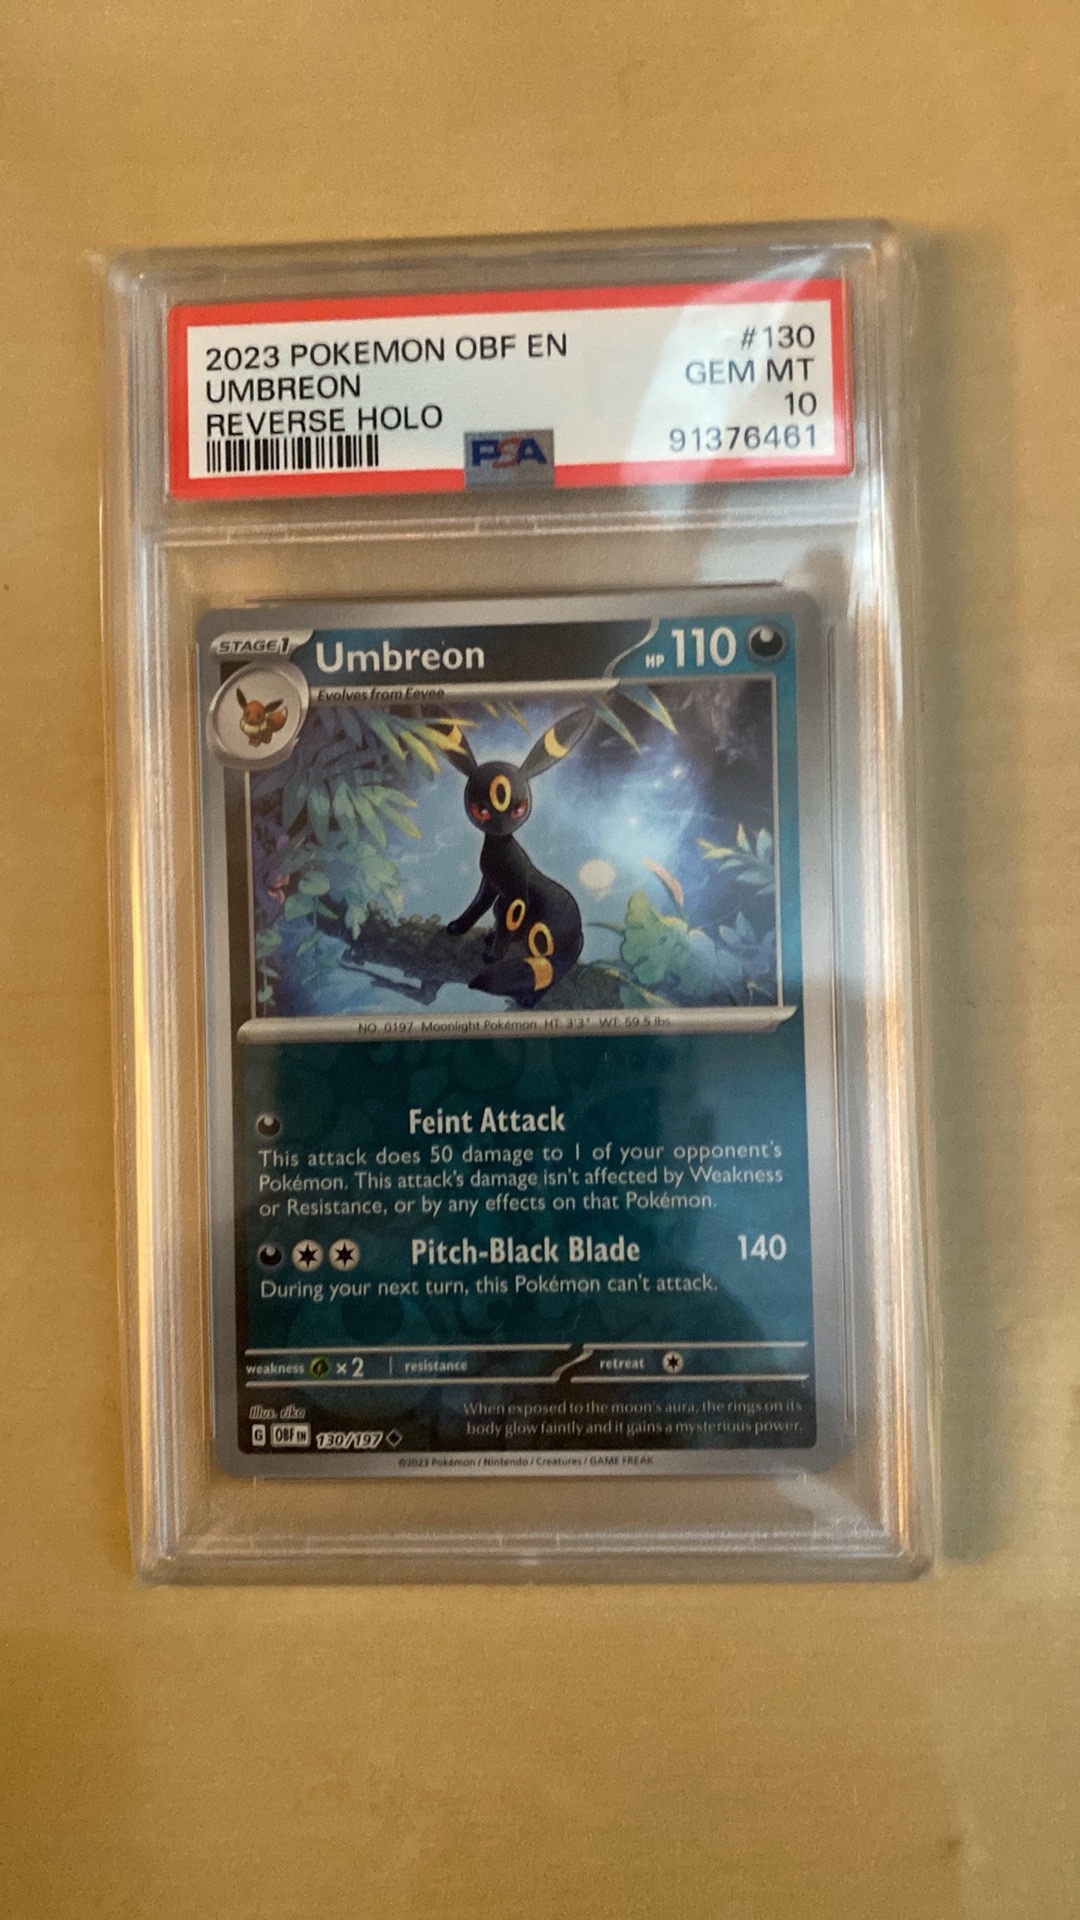 2023 POKEMON OBF EN #130
UMBREON GEM MT
REVERSE HOLO 10
PSA 91376461
STAGE 1 Umbreon HP 110
Evolves from Eevee
NO. 0197 Moonlight Pokémon HT: 3'3" WT: 59.5 lbs.
Feint Attack
This attack does 50 damage to 1 of your opponent's
Pokémon. This attack's damage isn't affected by Weakness
or Resistance, or by any effects on that Pokémon.
Pitch-Black Blade 140
During your next turn, this Pokémon can't attack.
weakness ×2 resistance retreat
Illus. rika
When exposed to the moon's aura, the rings on its
body glow faintly and it gains a mysterious power.
G OBF EN 130/197
©2023 Pokémon / Nintendo / Creatures / GAME FREAK